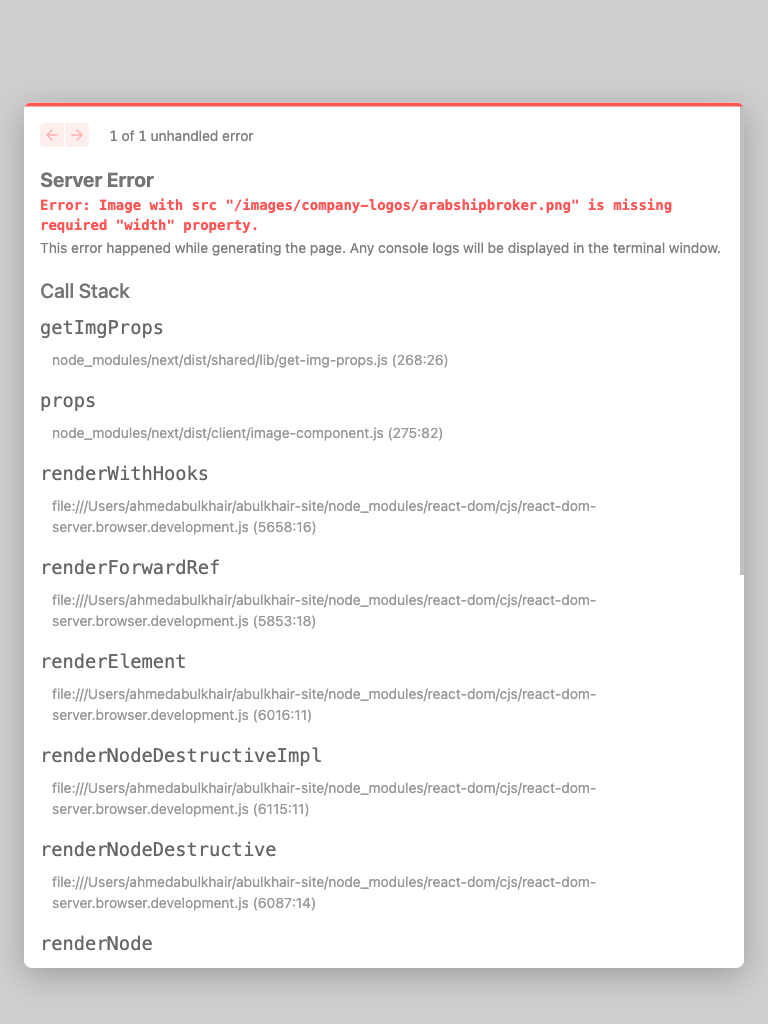 1 of 1 unhandled error
Server Error
Error: Image with src "/images/company-logos/arabshipbroker.png" is missing
required "width" property.
This error happened while generating the page. Any console logs will be displayed in the terminal window.
Call Stack
getImgProps
node_modules/next/dist/shared/lib/get-img-props.js (268:26)
props
node_modules/next/dist/client/image-component.js (275:82)
renderWithHooks
file:///Users/ahmedabulkhair/abulkhair-site/node_modules/react-dom/cjs/react-dom-
server.browser.development.js (5658:16)
renderForwardRef
file:///Users/ahmedabulkhair/abulkhair-site/node_modules/react-dom/cjs/react-dom-
server.browser.development.js (5853:18)
renderElement
file:///Users/ahmedabulkhair/abulkhair-site/node_modules/react-dom/cjs/react-dom-
server.browser.development.js (6016:11)
renderNodeDestructiveImpl
file:///Users/ahmedabulkhair/abulkhair-site/node_modules/react-dom/cjs/react-dom-
server.browser.development.js (6115:11)
renderNodeDestructive
file:///Users/ahmedabulkhair/abulkhair-site/node_modules/react-dom/cjs/react-dom-
server.browser.development.js (6087:14)
renderNode